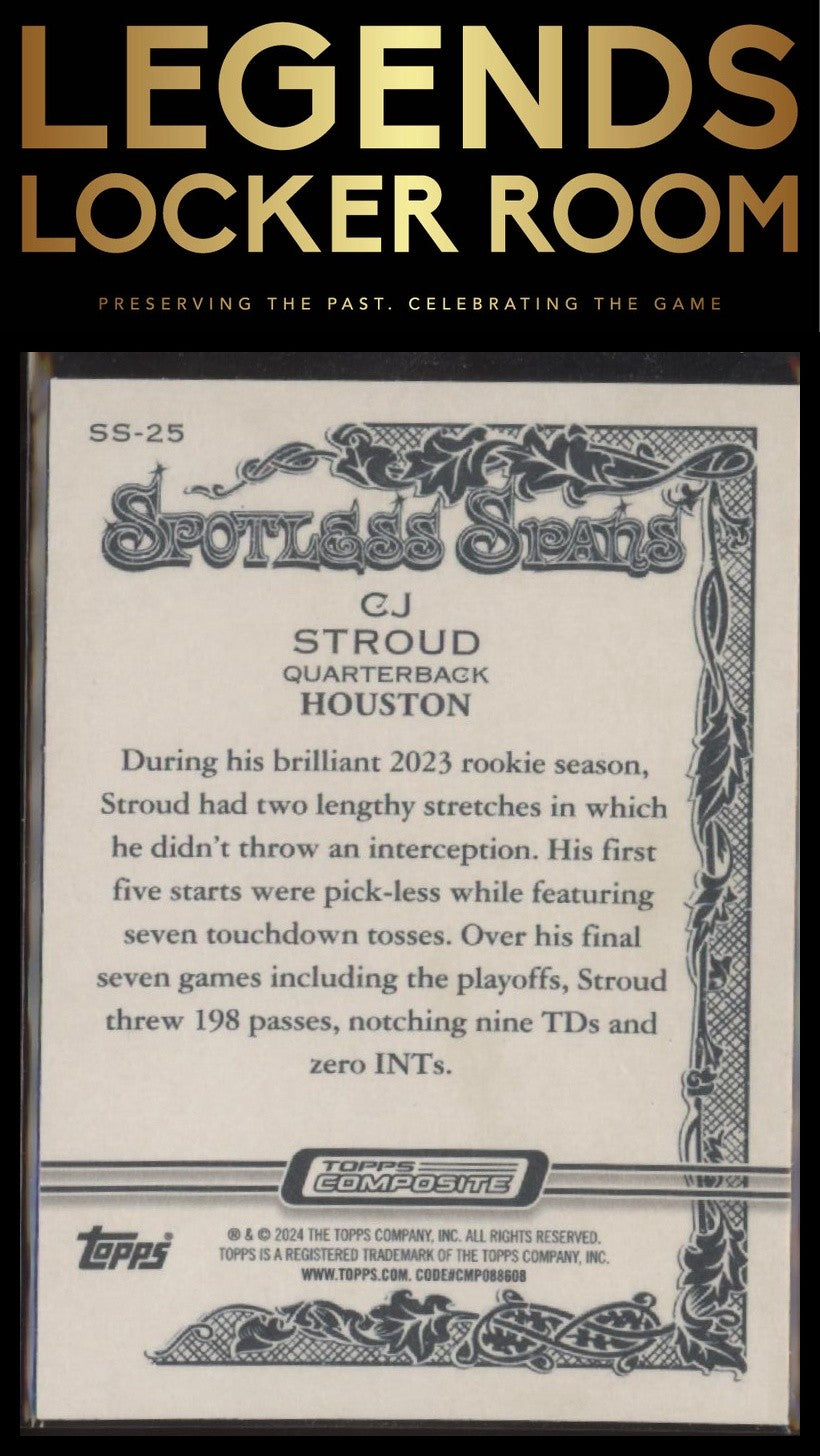 LEGENDS
LOCKER ROOM
PRESERVING THE PAST. CELEBRATING THE GAME
SS-25
SPOTLESS SPANS
CJ
STROUD
QUARTERBACK
HOUSTON
During his brilliant 2023 rookie season,
Stroud had two lengthy stretches in which
he didn't throw an interception. His first
five starts were pick-less while featuring
seven touchdown tosses. Over his final
seven games including the playoffs, Stroud
threw 198 passes, notching nine TDs and
zero INTs.
TOPPS
COMPOSITE
topps
® & © 2024 THE TOPPS COMPANY, INC. ALL RIGHTS RESERVED.
TOPPS IS A REGISTERED TRADEMARK OF THE TOPPS COMPANY, INC.
WWW.TOPPS.COM. CODE#CMP088608